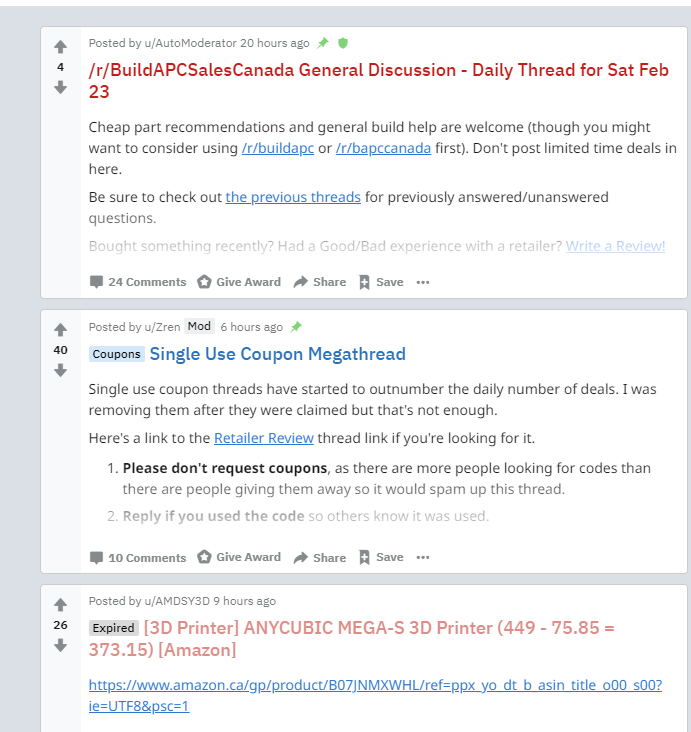 Posted by u/AutoModerator 20 hours ago
4
/r/BuildAPCSalesCanada General Discussion - Daily Thread for Sat Feb
23
Cheap part recommendations and general build help are welcome (though you might
want to consider using /r/buildapc or /r/bapccanada first). Don't post limited time deals in
here.
Be sure to check out the previous threads for previously answered/unanswered
questions.
Bought something recently? Had a Good/Bad experience with a retailer? Write a Review!
24 Comments Give Award Share Save ...
Posted by u/Zren Mod 6 hours ago
40
Coupons Single Use Coupon Megathread
Single use coupon threads have started to outnumber the daily number of deals. I was
removing them after they were claimed but that's not enough.
Here's a link to the Retailer Review thread link if you're looking for it.
1. Please don't request coupons, as there are more people looking for codes than
there are people giving them away so it would spam up this thread.
2. Reply if you used the code so others know it was used.
10 Comments Give Award Share Save ...
Posted by u/AMDSY3D 9 hours ago
26
Expired [3D Printer] ANYCUBIC MEGA-S 3D Printer (449 - 75.85 =
373.15) [Amazon]
https://www.amazon.ca/gp/product/B07JNMXWHL/ref=ppx_yo_dt_b_asin_title_o00_s00?
ie=UTF8&psc=1